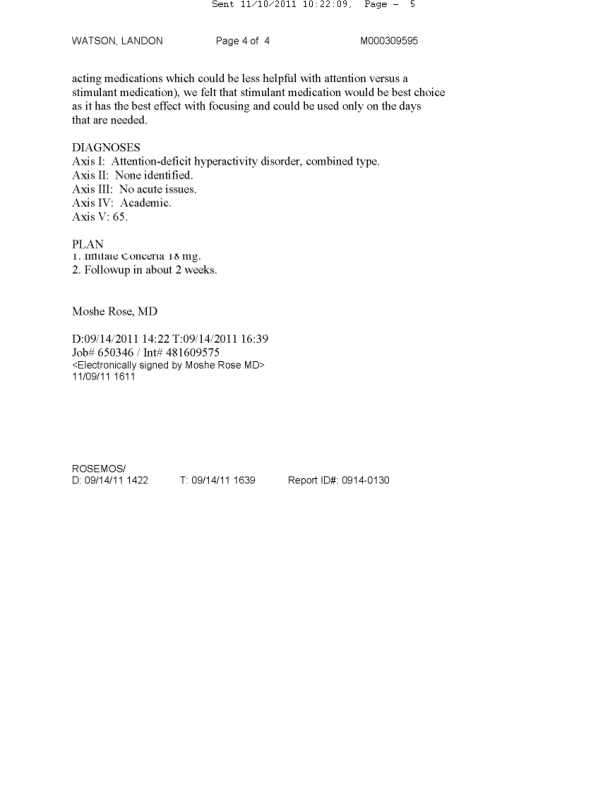 Sent 11/10/2011 10:22:09, Page - 5
WATSON, LANDON Page 4 of 4 M000309595
acting medications which could be less helpful with attention versus a
stimulant medication), we felt that stimulant medication would be best choice
as it has the best effect with focusing and could be used only on the days
that are needed.
DIAGNOSES
Axis I: Attention-deficit hyperactivity disorder, combined type.
Axis II: None identified.
Axis III: No acute issues.
Axis IV: Academic.
Axis V: 65.
PLAN
1. Initiate Concerta 18 mg.
2. Followup in about 2 weeks.
Moshe Rose, MD
D:09/14/2011 14:22 T:09/14/2011 16:39
Job# 650346 / Int# 481609575
<Electronically signed by Moshe Rose MD>
11/09/11 1611
ROSEMOS/
D: 09/14/11 1422 T: 09/14/11 1639 Report ID#: 0914-0130